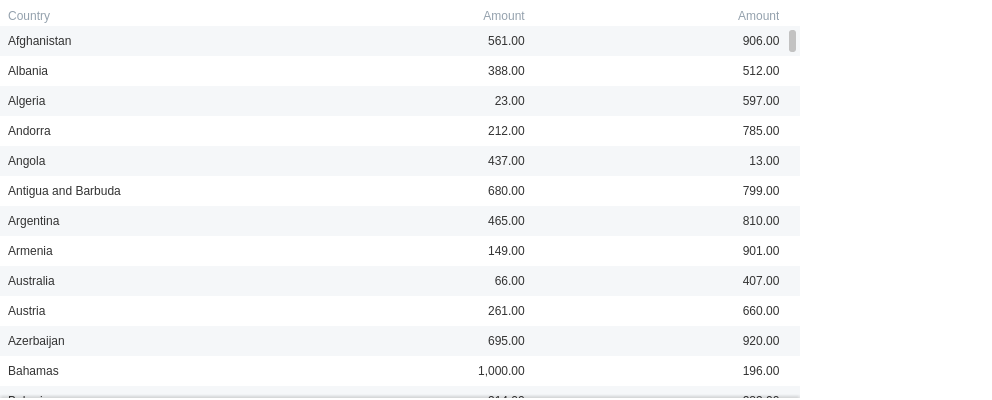 Country Amount Amount
Afghanistan 561.00 906.00
Albania 388.00 512.00
Algeria 23.00 597.00
Andorra 212.00 785.00
Angola 437.00 13.00
Antigua and Barbuda 680.00 799.00
Argentina 465.00 810.00
Armenia 149.00 901.00
Australia 66.00 407.00
Austria 261.00 660.00
Azerbaijan 695.00 920.00
Bahamas 1,000.00 196.00